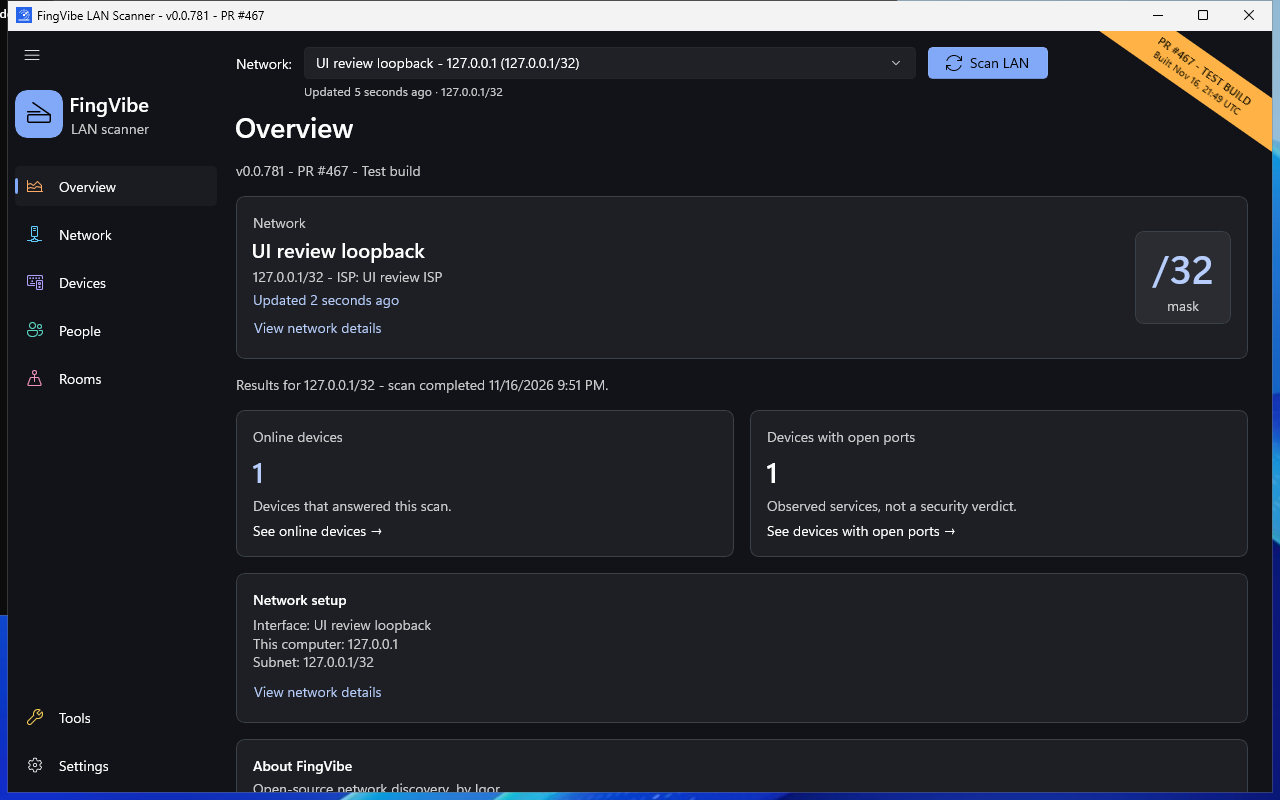 FingVibe LAN Scanner - v0.0.781 - PR #467
Network:
UI review loopback - 127.0.0.1 (127.0.0.1/32)
Scan LAN
Updated 5 seconds ago · 127.0.0.1/32
PR #467 - TEST BUILD
Built Nov 16, 21:49 UTC
FingVibe
LAN scanner
Overview
Network
Devices
People
Rooms
Tools
Settings
Overview
v0.0.781 - PR #467 - Test build
Network
UI review loopback
127.0.0.1/32 - ISP: UI review ISP
Updated 2 seconds ago
View network details
/32
mask
Results for 127.0.0.1/32 - scan completed 11/16/2026 9:51 PM.
Online devices
1
Devices that answered this scan.
See online devices →
Devices with open ports
1
Observed services, not a security verdict.
See devices with open ports →
Network setup
Interface: UI review loopback
This computer: 127.0.0.1
Subnet: 127.0.0.1/32
View network details
About FingVibe
Open-source network discovery, by Igor